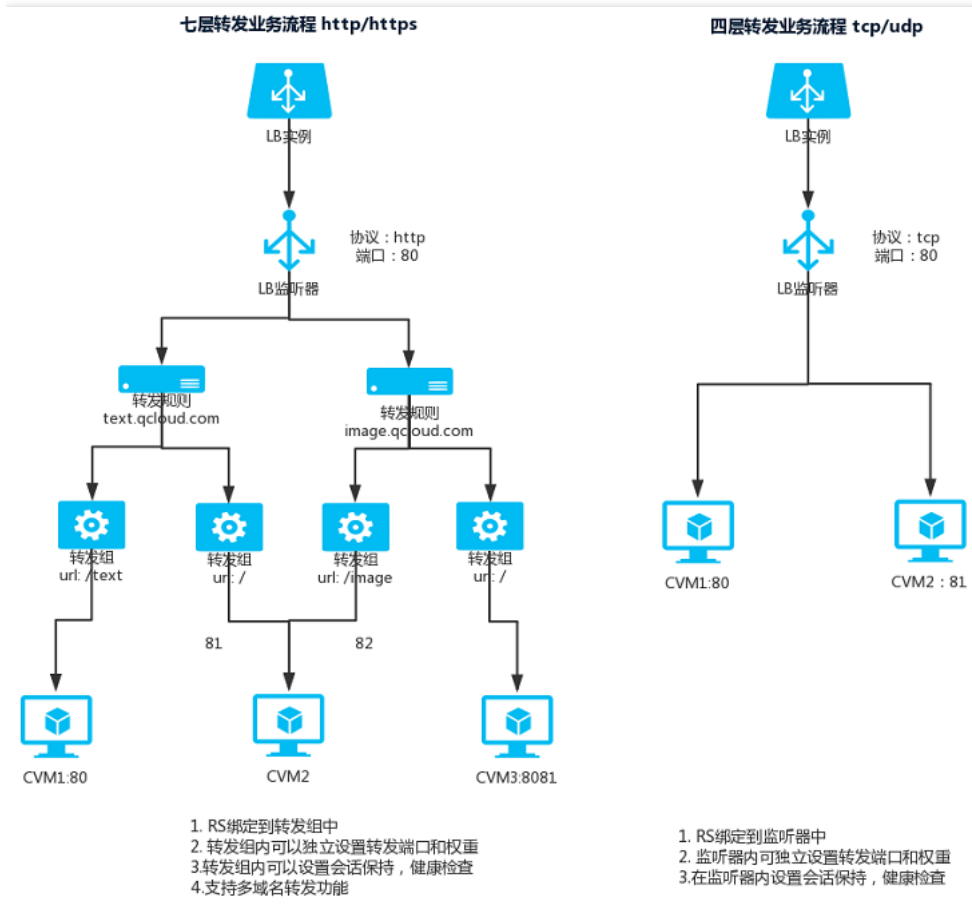 七层转发业务流程 http/https
LB实例
协议：http
端口：80
LB监听器
转发规则
text.qcloud.com
转发规则
image.qcloud.com
转发组
url: /text
转发组
url: /
转发组
url: /image
转发组
url: /
81
82
CVM1:80
CVM2
CVM3:8081
1. RS绑定到转发组中
2. 转发组内可以独立设置转发端口和权重
3.转发组内可以设置会话保持，健康检查
4.支持多域名转发功能
四层转发业务流程 tcp/udp
LB实例
协议：tcp
端口：80
LB监听器
CVM1:80
CVM2：81
1. RS绑定到监听器中
2. 监听器内可独立设置转发端口和权重
3.在监听器内设置会话保持，健康检查